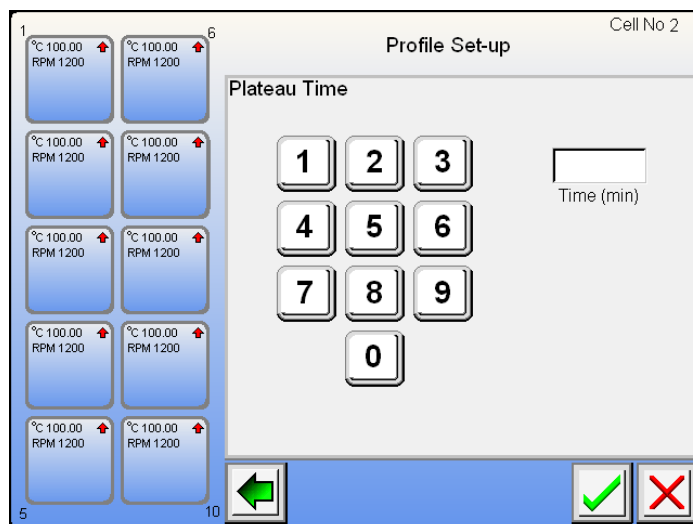 1
6
°C 100.00
RPM 1200
°C 100.00
RPM 1200
°C 100.00
RPM 1200
°C 100.00
RPM 1200
°C 100.00
RPM 1200
°C 100.00
RPM 1200
°C 100.00
RPM 1200
°C 100.00
RPM 1200
°C 100.00
RPM 1200
°C 100.00
RPM 1200
5
10
Cell No 2
Profile Set-up
Plateau Time
1 2 3
4 5 6
7 8 9
0
Time (min)